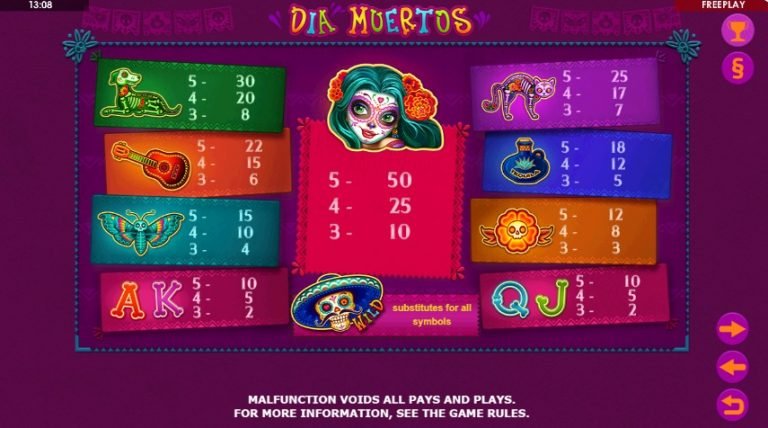 13:08
FREEPLAY
DIA MUERTOS
§
5 - 30
4 - 20
3 - 8
5 - 50
4 - 25
3 - 10
5 - 25
4 - 17
3 - 7
5 - 22
4 - 15
3 - 6
TEQUILA
5 - 18
4 - 12
3 - 5
5 - 15
4 - 10
3 - 4
5 - 12
4 - 8
3 - 3
A K
5 - 10
4 - 5
3 - 2
WILD
substitutes for all
symbols
Q J
5 - 10
4 - 5
3 - 2
MALFUNCTION VOIDS ALL PAYS AND PLAYS.
FOR MORE INFORMATION, SEE THE GAME RULES.